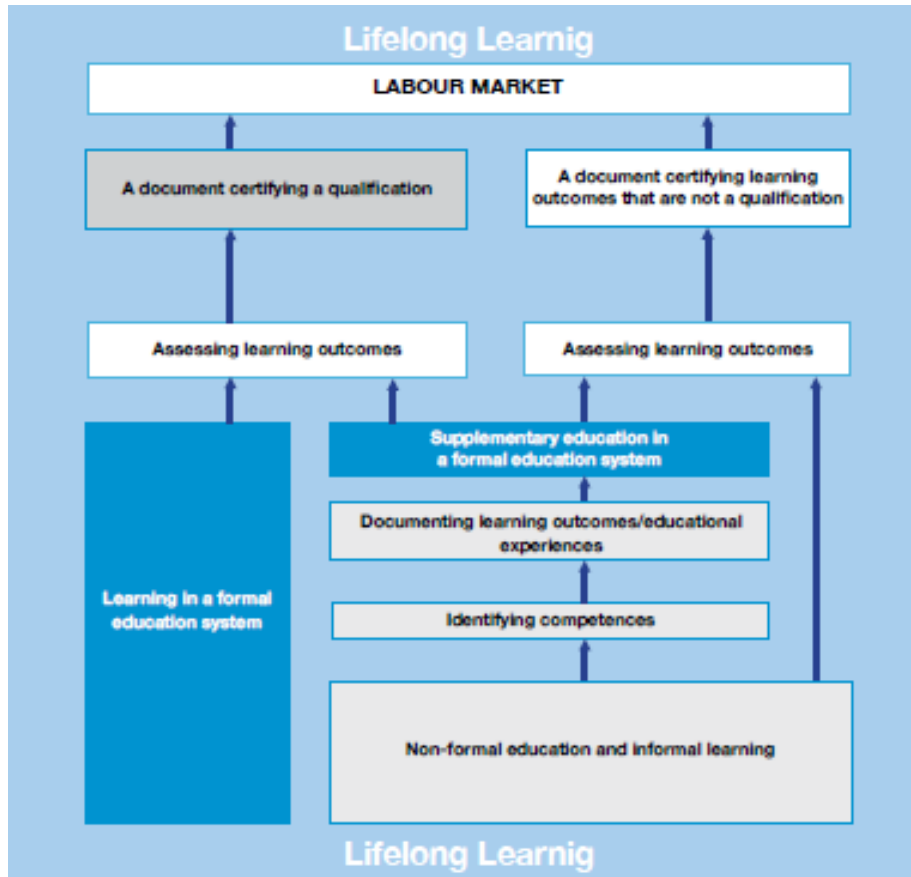 Lifelong Learnig
LABOUR MARKET
A document certifying a qualification
A document certifying learning
outcomes that are not a qualification
Assessing learning outcomes
Assessing learning outcomes
Supplementary education in
a formal education system
Documenting learning outcomes/educational
experiences
Learning in a formal
education system
Identifying competences
Non-formal education and informal learning
Lifelong Learnig